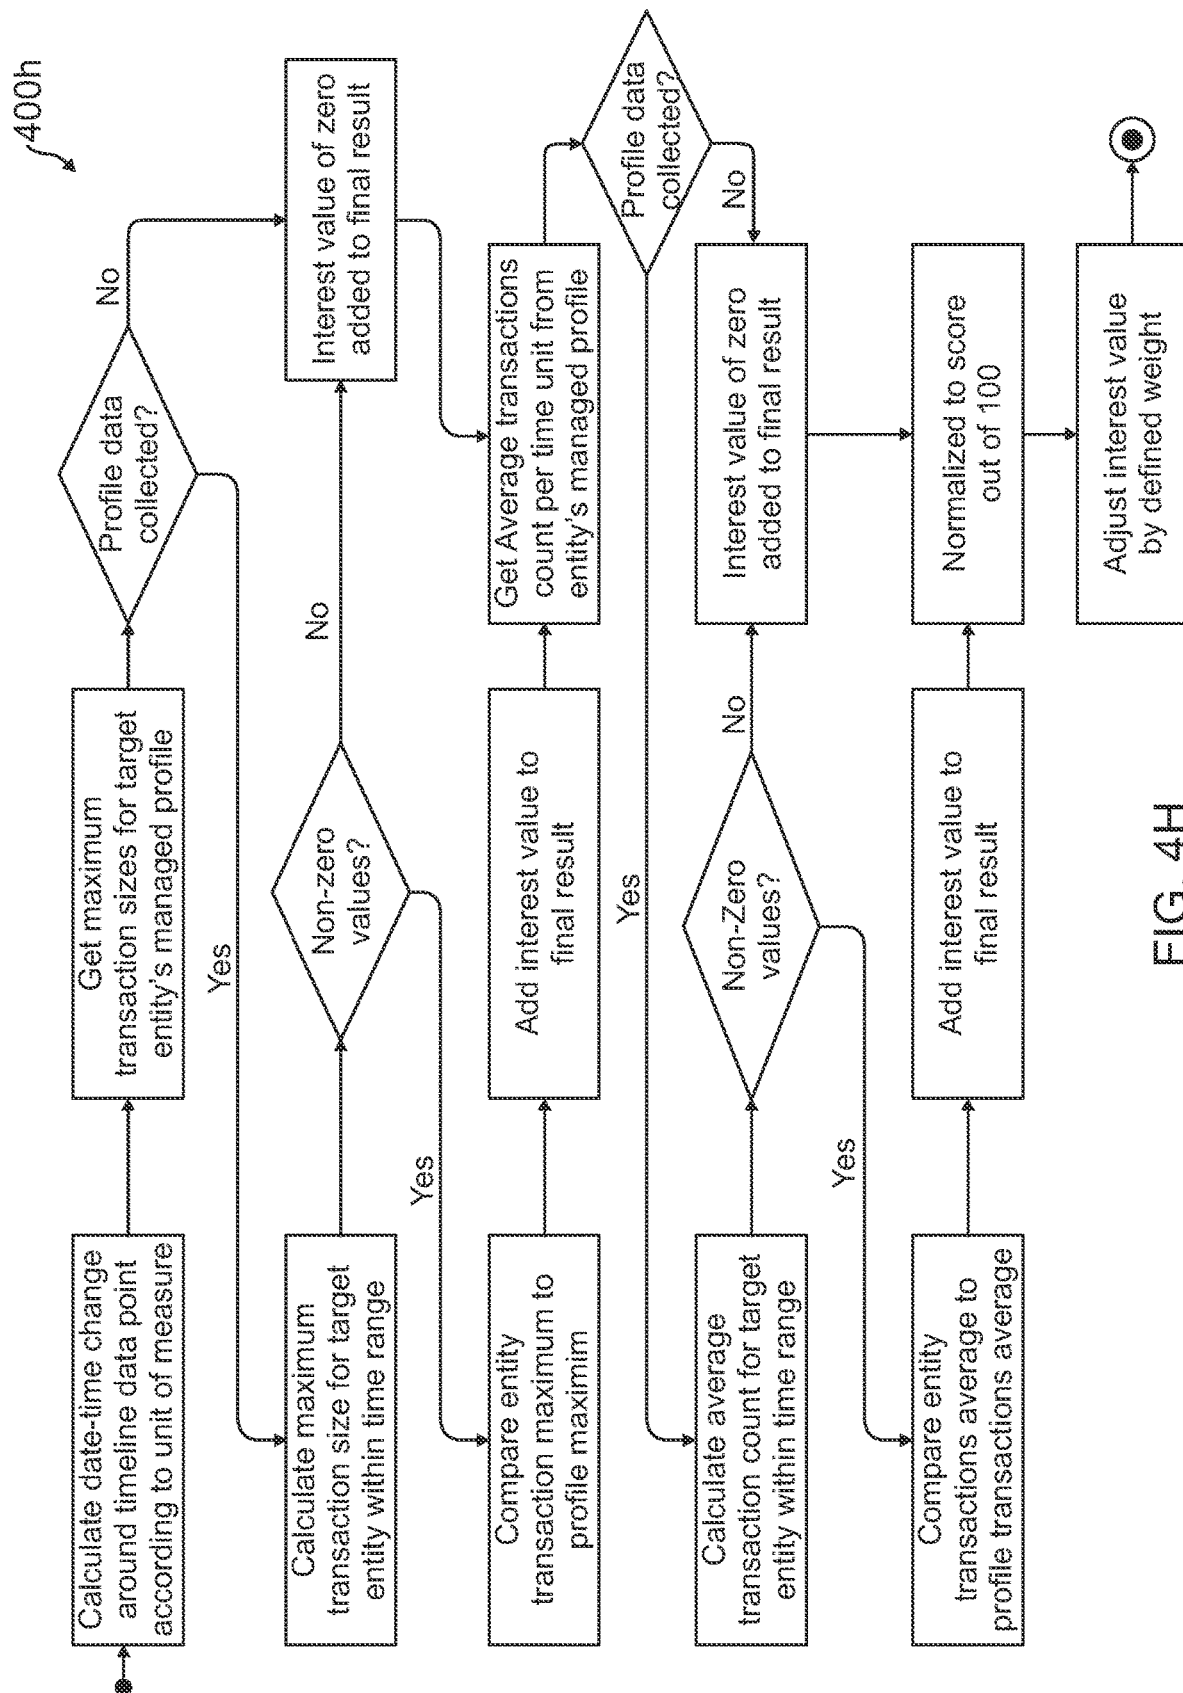 400h
Calculate date-time change
around timeline data point
according to unit of measure
Get maximum
transaction sizes for target
entity's managed profile
Profile data
collected?
No
Yes
Calculate maximum
transaction size for target
entity within time range
Non-zero
values?
No
Interest value of zero
added to final result
Yes
Compare entity
transaction maximum to
profile maximim
Add interest value to
final result
Get Average transactions
count per time unit from
entity's managed profile
Profile data
collected?
No
Yes
Calculate average
transaction count for target
entity within time range
Non-Zero
values?
No
Interest value of zero
added to final result
Yes
Compare entity
transactions average to
profile transactions average
Add interest value to
final result
Normalized to score
out of 100
Adjust interest value
by defined weight
FIG. 4H